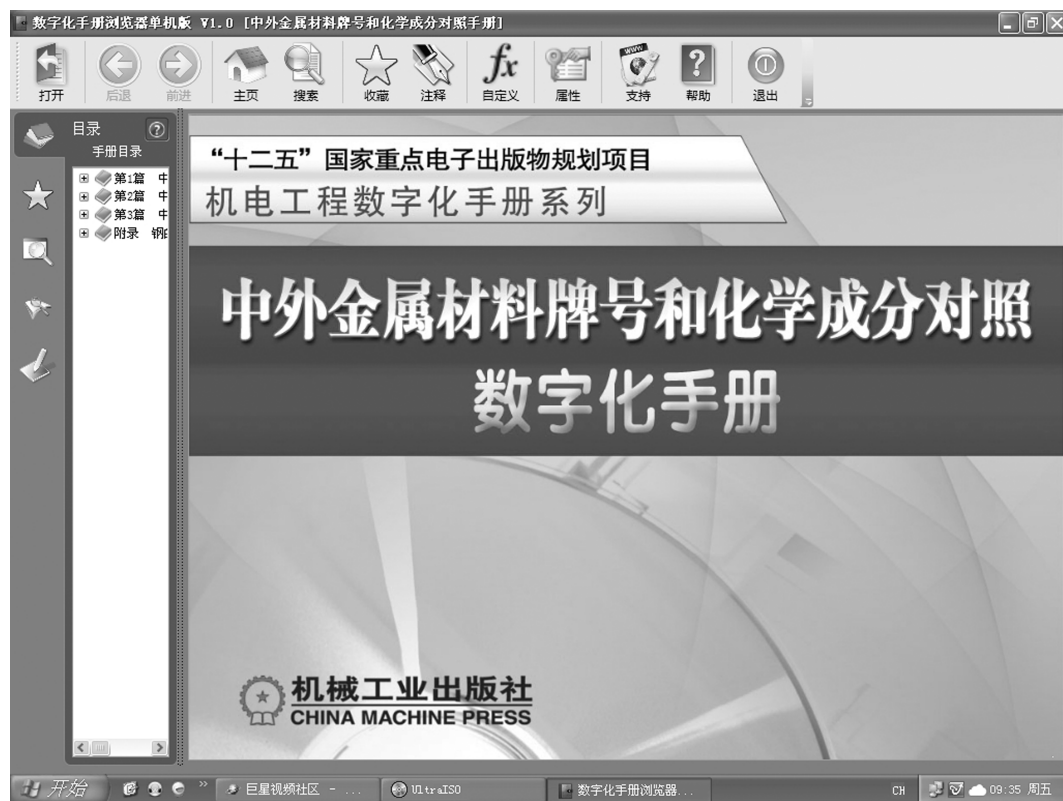 数字化手册浏览器单机版 V1.0 [中外金属材料牌号和化学成分对照手册]
打开 后退 前进 主页 搜索 收藏 注释 自定义 属性 支持 帮助 退出
目录
手册目录
第1篇 中
第2篇 中
第3篇 中
附录 钢
“十二五”国家重点电子出版物规划项目
机电工程数字化手册系列
中外金属材料牌号和化学成分对照
数字化手册
机械工业出版社
CHINA MACHINE PRESS
开始 巨星视频社区 - ... UltraISO 数字化手册浏览器... CH 09:35 周五